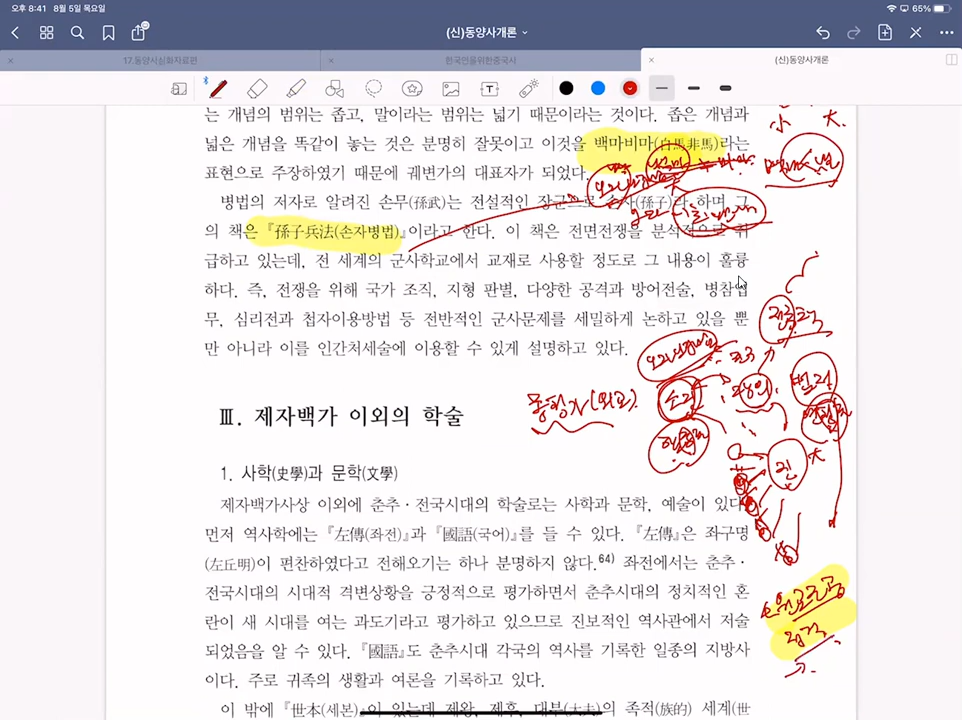 오후 8:41 8월 5일 목요일
65%
(신)동양사개론
17.동양사심화자료편
한국인을위한중국사
(신)동양사개론
는 개념의 범위는 좁고, 말이라는 범위는 넓기 때문이라는 것이다. 좁은 개념과
小 大.
넓은 개념을 똑같이 놓는 것은 분명히 잘못이고 이것을 백마비마(白馬非馬)라는
표현으로 주장하였기 때문에 궤변가의 대표자가 되었다.
병법의 저자로 알려진 손무(孫武)는 전설적인 장군으로 손자(孫子)라 하며 그
의 책은 『孫子兵法(손자병법)』이라고 한다. 이 책은 전면전쟁을 분석적으로 취
급하고 있는데, 전 세계의 군사학교에서 교재로 사용할 정도로 그 내용이 훌륭
하다. 즉, 전쟁을 위해 국가 조직, 지형 판별, 다양한 공격과 방어전술, 병참업
무, 심리전과 첩자이용방법 등 전반적인 군사문제를 세밀하게 논하고 있을 뿐
만 아니라 이를 인간처세술에 이용할 수 있게 설명하고 있다.
종횡가(외교)
소진
진 大
Ⅲ. 제자백가 이외의 학술
1. 사학(史學)과 문학(文學)
제자백가사상 이외에 춘추·전국시대의 학술로는 사학과 문학, 예술이 있다.
먼저 역사학에는 『左傳(좌전)』과 『國語(국어)』를 들 수 있다. 『左傳』은 좌구명
(左丘明)이 편찬하였다고 전해오기는 하나 분명하지 않다.64) 좌전에서는 춘추·
전국시대의 시대적 격변상황을 긍정적으로 평가하면서 춘추시대의 정치적인 혼
란이 새 시대를 여는 과도기라고 평가하고 있으므로 진보적인 역사관에서 저술
되었음을 알 수 있다. 『國語』도 춘추시대 각국의 역사를 기록한 일종의 지방사
이다. 주로 귀족의 생활과 여론을 기록하고 있다.
이 밖에 『世本(세본)』이 있는데 제왕, 제후, 대부(大夫)의 족적(族的) 세계(世